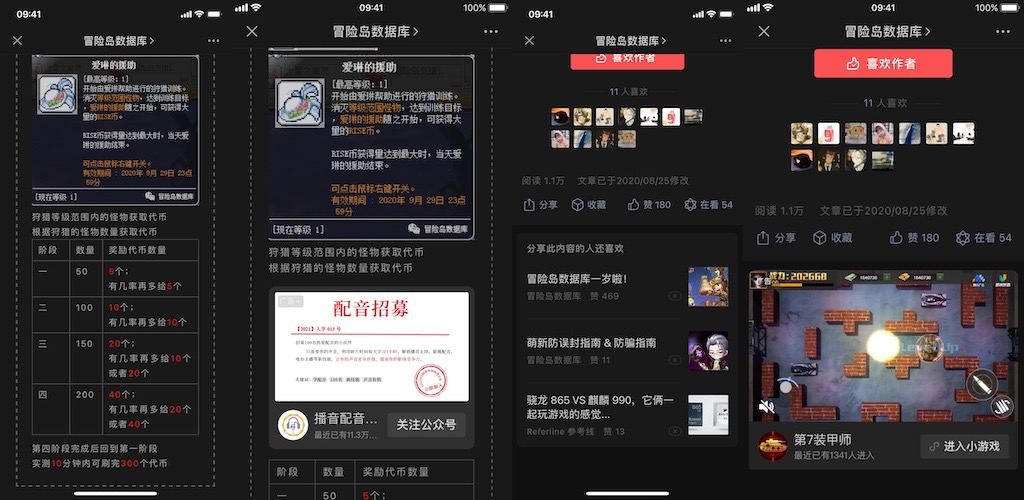 09:41
冒险岛数据库
爱琳的援助
[最高等级：1]
开始由爱琳帮助进行的狩猎训练。
消灭等级范围怪物，达到训练目标
，爱琳的援助随之开始，可获得大
量的RISE币。
RISE币获得量达到最大时，当天爱
琳的援助结束。
可点击鼠标右键开关。
有效期间 ： 2020年 9月 29日 23点
59分
[现在等级 1]
冒险岛数据库
狩猎等级范围内的怪物获取代币
根据狩猎的怪物数量获取代币
阶段 数量 奖励代币数量
一 50 5个；
有几率再多给5个
二 100 10个；
有几率再多给10个
三 150 20个；
有几率再多给10个
或者20个
四 200 40个；
有几率再多给20个
或者40个
第四阶段完成后回到第一阶段
实测10分钟内可刷完300个代币
09:41 100%
冒险岛数据库
爱琳的援助
[最高等级：1]
开始由爱琳帮助进行的狩猎训练。
消灭等级范围怪物，达到训练目标
，爱琳的援助随之开始，可获得大
量的RISE币。
RISE币获得量达到最大时，当天爱
琳的援助结束。
可点击鼠标右键开关。
有效期间 ： 2020年 9月 29日 23点
59分
[现在等级 1]
冒险岛数据库
狩猎等级范围内的怪物获取代币
根据狩猎的怪物数量获取代币
广告
配音招募
播音配音...
最近已有11.3万...
关注公众号
阶段 数量 奖励代币数量
一 50 5个；
09:41
冒险岛数据库
喜欢作者
11 人喜欢
阅读 1.1万 文章已于2020/08/25修改
分享 收藏 赞 180 在看 54
分享此内容的人还喜欢
冒险岛数据库一岁啦！
冒险岛数据库 赞 469
萌新防误封指南 & 防骗指南
冒险岛数据库 赞 11
骁龙 865 VS 麒麟 990，它俩一
起玩游戏的感觉...
Referline 参考线 赞 13
09:41 100%
冒险岛数据库
喜欢作者
11 人喜欢
阅读 1.1万 文章已于2020/08/25修改
分享 收藏 赞 180 在看 54
战力：202668
1640736 1640736
Level Up
第7装甲师
最近已有1341人进入
进入小游戏